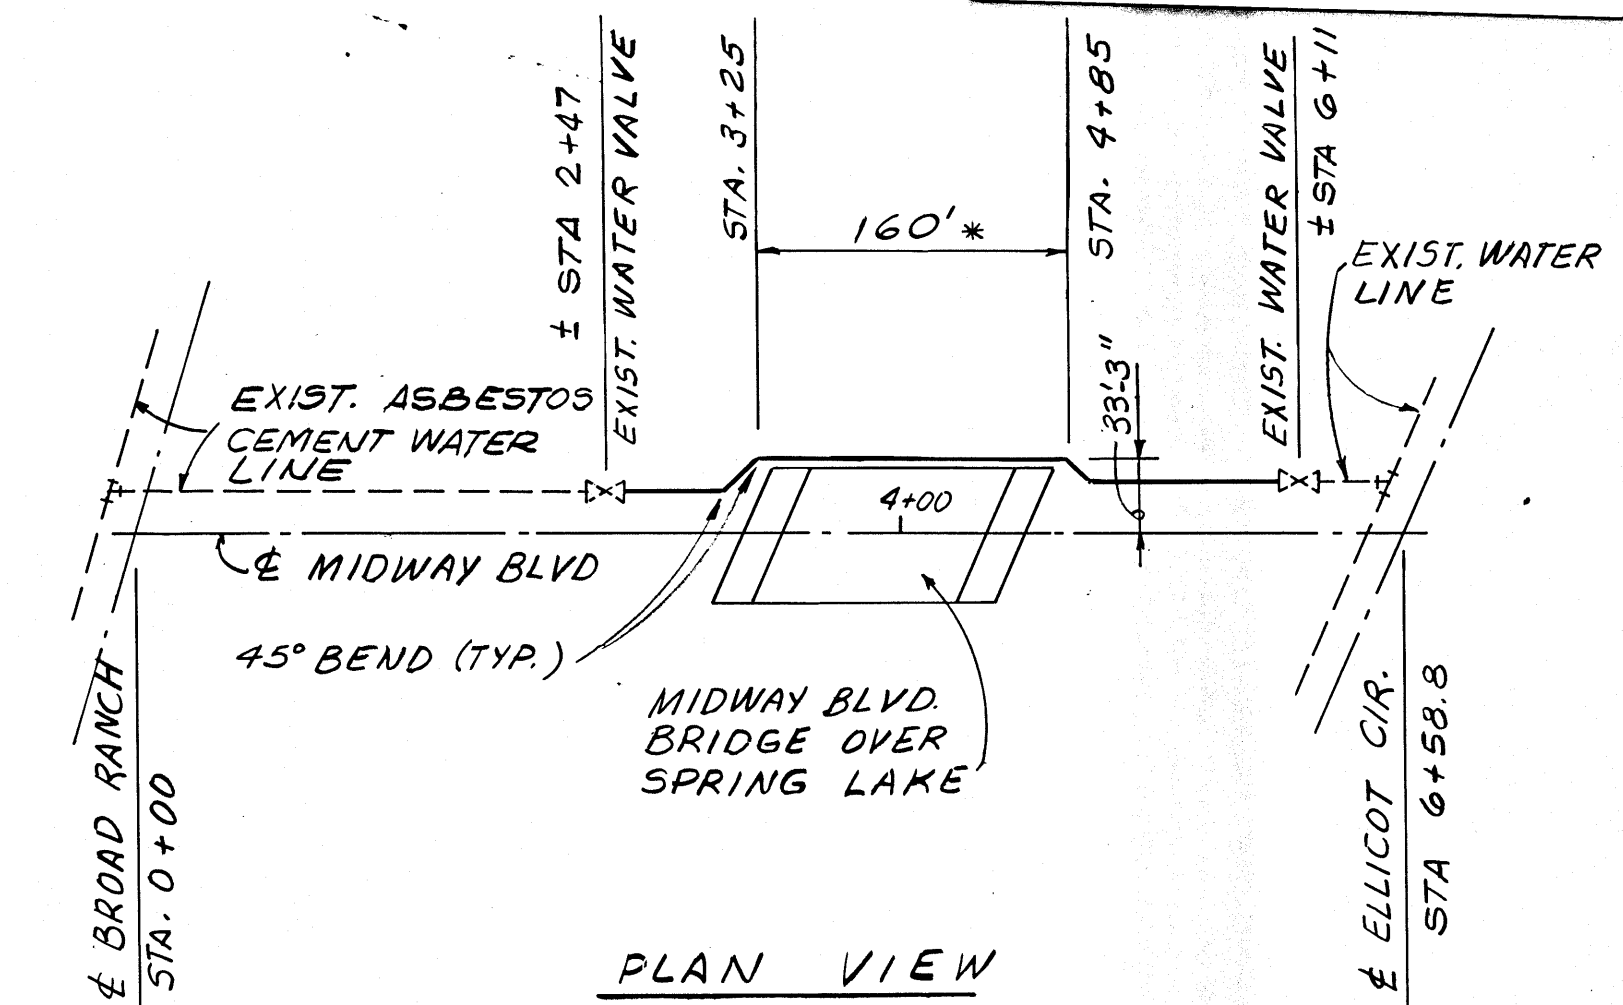 ± STA 2+47
EXIST. WATER VALVE
STA. 3+25
160' *
STA. 4+85
EXIST. WATER VALVE
± STA 6+11
EXIST. WATER
LINE
33'-3"
EXIST. ASBESTOS
CEMENT WATER
LINE
4+00
℄ MIDWAY BLVD
45° BEND (TYP.)
MIDWAY BLVD.
BRIDGE OVER
SPRING LAKE
℄ BROAD RANCH
STA. 0+00
℄ ELLICOT CIR.
STA 6+58.8
PLAN VIEW